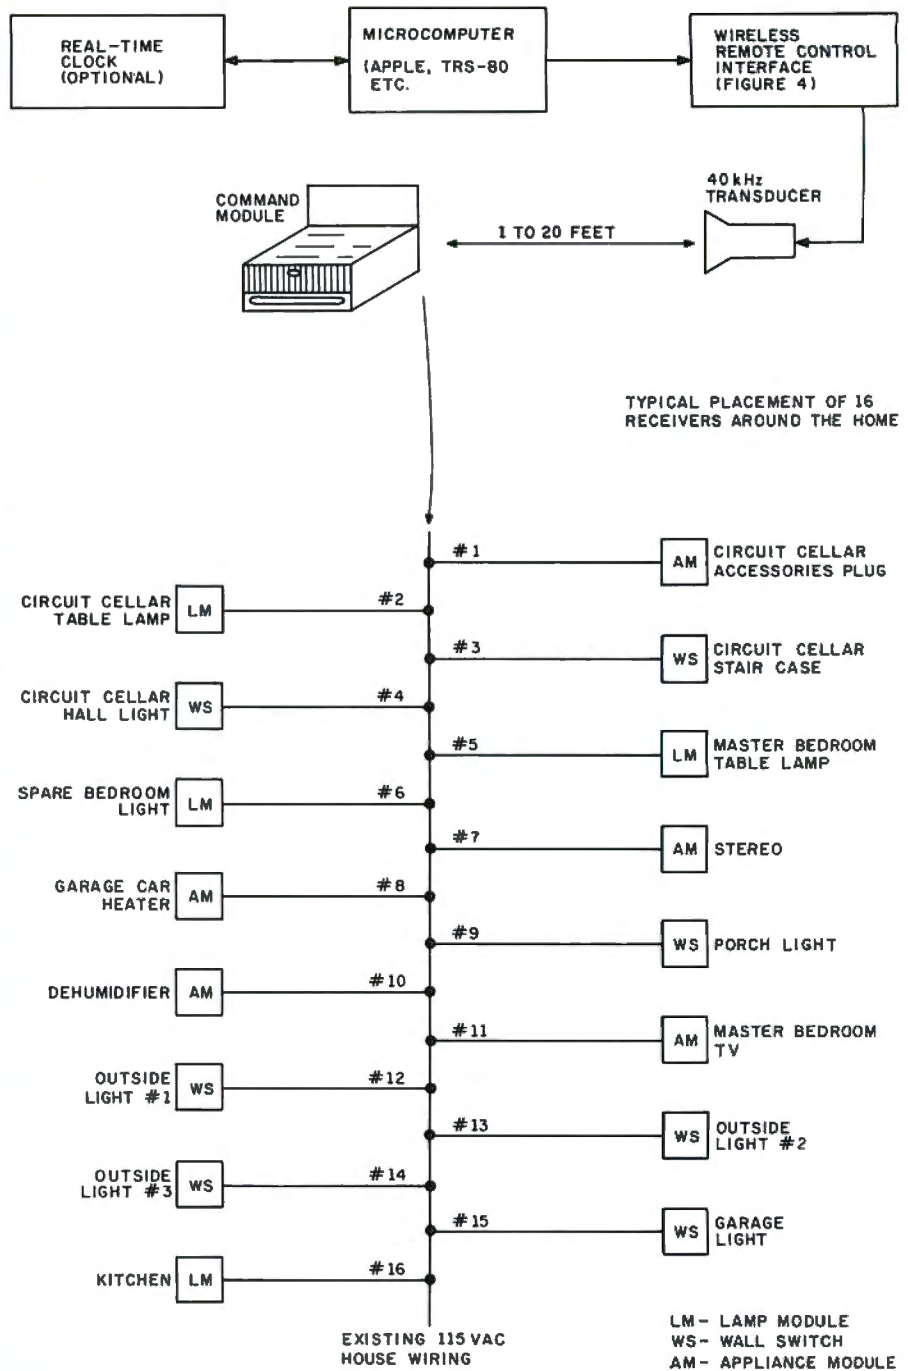 REAL-TIME
CLOCK
(OPTIONAL)
MICROCOMPUTER
(APPLE, TRS-80
ETC.
WIRELESS
REMOTE CONTROL
INTERFACE
(FIGURE 4)
COMMAND
MODULE
1 TO 20 FEET
40 kHz
TRANSDUCER
TYPICAL PLACEMENT OF 16
RECEIVERS AROUND THE HOME
#1
AM
CIRCUIT CELLAR
ACCESSORIES PLUG
CIRCUIT CELLAR
TABLE LAMP
LM
#2
#3
WS
CIRCUIT CELLAR
STAIR CASE
CIRCUIT CELLAR
HALL LIGHT
WS
#4
#5
LM
MASTER BEDROOM
TABLE LAMP
SPARE BEDROOM
LIGHT
LM
#6
#7
AM
STEREO
GARAGE CAR
HEATER
AM
#8
#9
WS
PORCH LIGHT
DEHUMIDIFIER
AM
#10
#11
AM
MASTER BEDROOM
TV
OUTSIDE
LIGHT #1
WS
#12
#13
WS
OUTSIDE
LIGHT #2
OUTSIDE
LIGHT #3
WS
#14
#15
WS
GARAGE
LIGHT
KITCHEN
LM
#16
EXISTING 115 VAC
HOUSE WIRING
LM- LAMP MODULE
WS- WALL SWITCH
AM- APPLIANCE MODULE